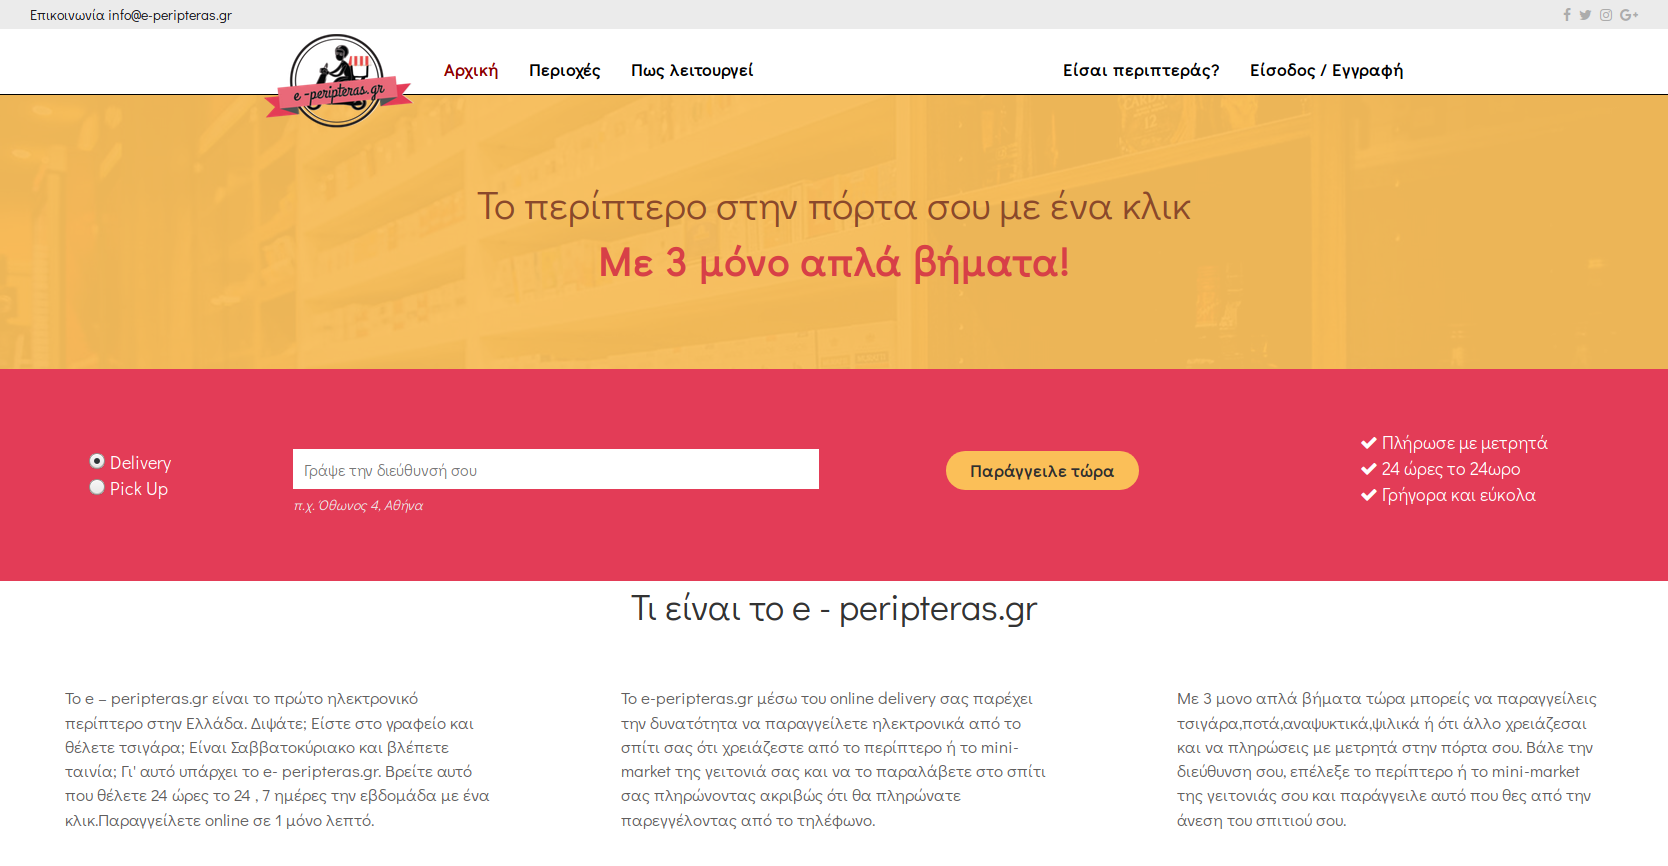 Επικοινωνία info@e-peripteras.gr
e-peripteras.gr
Αρχική
Περιοχές
Πως λειτουργεί
Είσαι περιπτεράς?
Είσοδος / Εγγραφή
Το περίπτερο στην πόρτα σου με ένα κλικ
Με 3 μόνο απλά βήματα!
Delivery
Pick Up
Γράψε την διεύθυνσή σου
π.χ. Όθωνος 4, Αθήνα
Παράγγειλε τώρα
Πλήρωσε με μετρητά
24 ώρες το 24ωρο
Γρήγορα και εύκολα
Τι είναι το e - peripteras.gr
Το e – peripteras.gr είναι το πρώτο ηλεκτρονικό
περίπτερο στην Ελλάδα. Διψάτε; Είστε στο γραφείο και
θέλετε τσιγάρα; Είναι Σαββατοκύριακο και βλέπετε
ταινία; Γι' αυτό υπάρχει το e- peripteras.gr. Βρείτε αυτό
που θέλετε 24 ώρες το 24 , 7 ημέρες την εβδομάδα με ένα
κλικ.Παραγγείλετε online σε 1 μόνο λεπτό.
Το e-peripteras.gr μέσω του online delivery σας παρέχει
την δυνατότητα να παραγγείλετε ηλεκτρονικά από το
σπίτι σας ότι χρειάζεστε από το περίπτερο ή το mini-
market της γειτονιά σας και να το παραλάβετε στο σπίτι
σας πληρώνοντας ακριβώς ότι θα πληρώνατε
παρεγγέλοντας από το τηλέφωνο.
Με 3 μονο απλά βήματα τώρα μπορείς να παραγγείλεις
τσιγάρα,ποτά,αναψυκτικά,ψιλικά ή ότι άλλο χρειάζεσαι
και να πληρώσεις με μετρητά στην πόρτα σου. Βάλε την
διεύθυνση σου, επέλεξε το περίπτερο ή το mini-market
της γειτονιάς σου και παράγγειλε αυτό που θες από την
άνεση του σπιτιού σου.